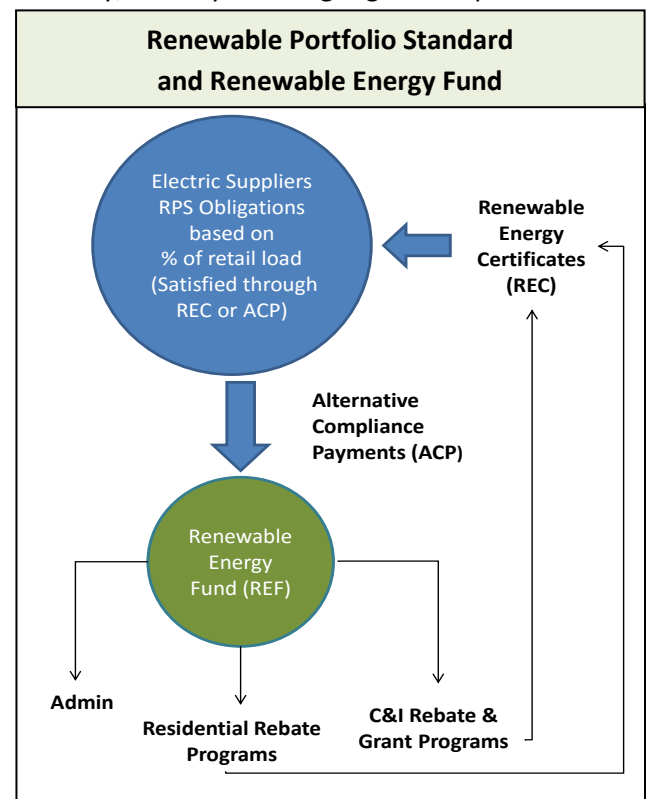 Renewable Portfolio Standard
and Renewable Energy Fund
Electric Suppliers
RPS Obligations
based on
% of retail load
(Satisfied through
REC or ACP)
Renewable
Energy
Certificates
(REC)
Alternative
Compliance
Payments (ACP)
Renewable
Energy
Fund (REF)
Admin
Residential Rebate
Programs
C&I Rebate &
Grant Programs